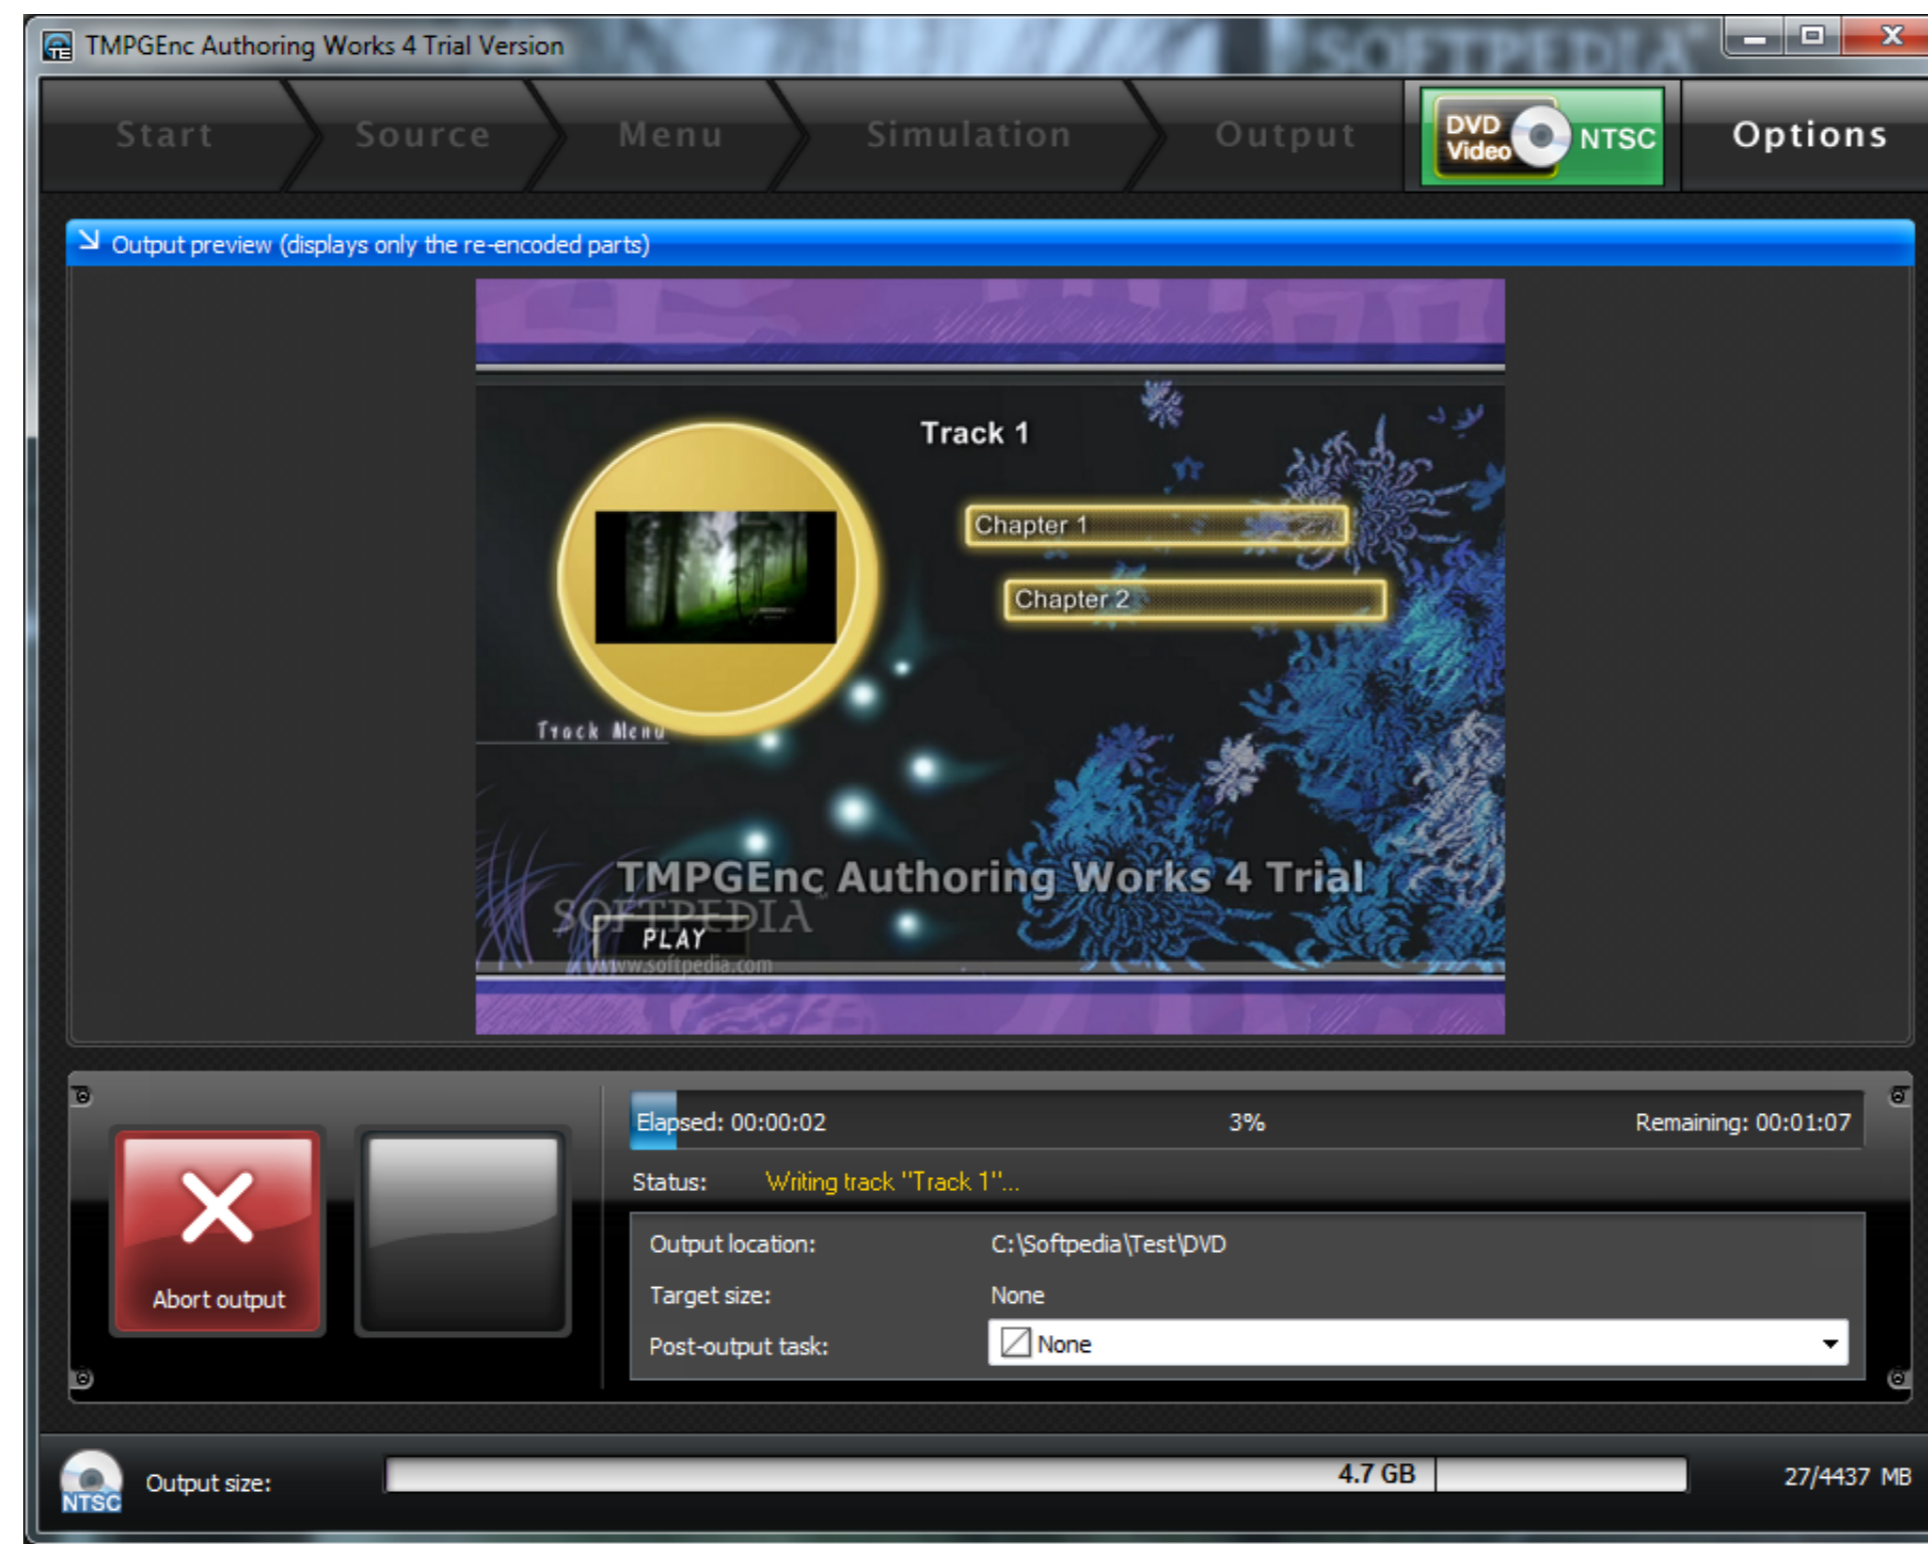 TMPGEnc Authoring Works 4 Trial Version
SOFTPEDIA
Start
Source
Menu
Simulation
Output
DVD
Video
NTSC
Options
Output preview (displays only the re-encoded parts)
Track 1
Chapter 1
Chapter 2
Track Menu
TMPGEnc Authoring Works 4 Trial
SOFTPEDIA™
PLAY
www.softpedia.com
Elapsed: 00:00:02
3%
Remaining: 00:01:07
Status: Writing track "Track 1"...
Abort output
Output location: C:\Softpedia\Test\DVD
Target size: None
Post-output task: None
NTSC
Output size:
4.7 GB
27/4437 MB